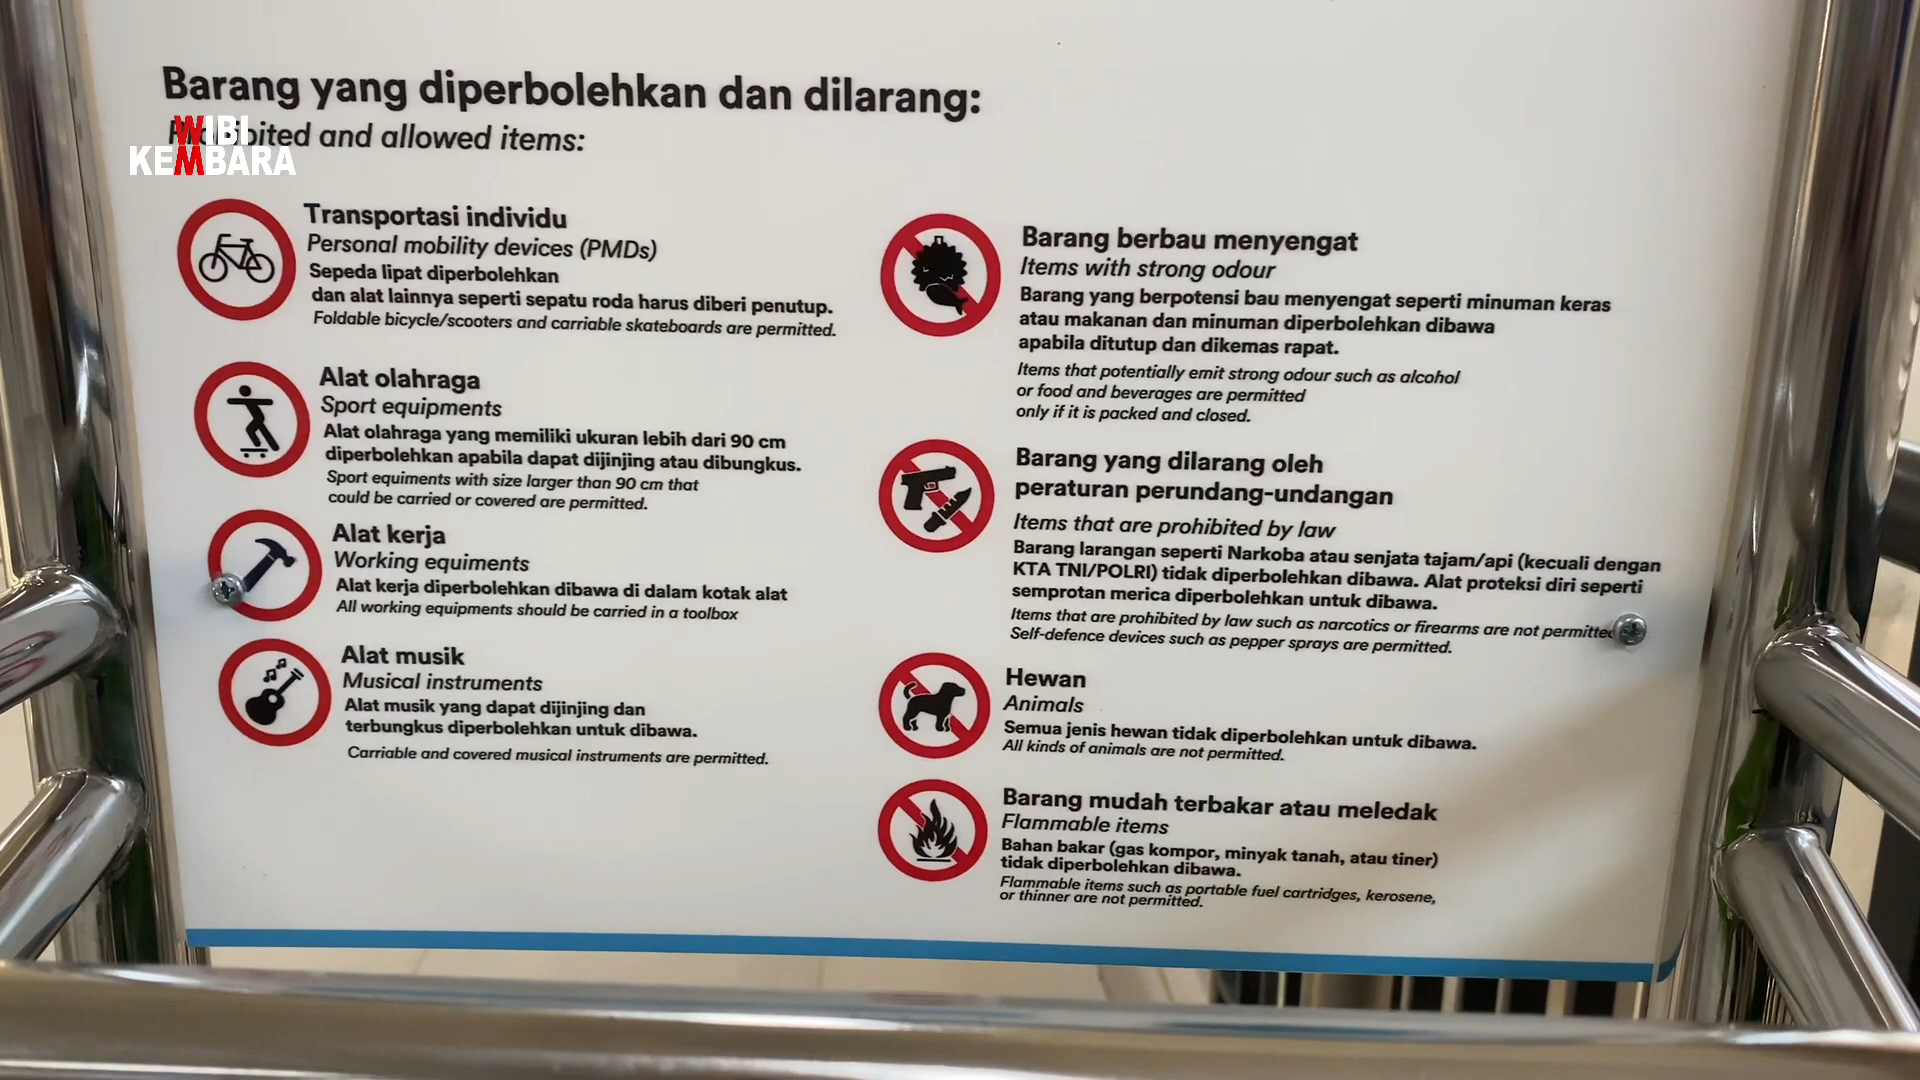 Barang yang diperbolehkan dan dilarang:
Prohibited and allowed items:
WIBI
KEMBARA
Transportasi individu
Personal mobility devices (PMDs)
Sepeda lipat diperbolehkan
dan alat lainnya seperti sepatu roda harus diberi penutup.
Foldable bicycle/scooters and carriable skateboards are permitted.
Alat olahraga
Sport equipments
Alat olahraga yang memiliki ukuran lebih dari 90 cm
diperbolehkan apabila dapat dijinjing atau dibungkus.
Sport equiments with size larger than 90 cm that
could be carried or covered are permitted.
Alat kerja
Working equiments
Alat kerja diperbolehkan dibawa di dalam kotak alat
All working equipments should be carried in a toolbox
Alat musik
Musical instruments
Alat musik yang dapat dijinjing dan
terbungkus diperbolehkan untuk dibawa.
Carriable and covered musical instruments are permitted.
Barang berbau menyengat
Items with strong odour
Barang yang berpotensi bau menyengat seperti minuman keras
atau makanan dan minuman diperbolehkan dibawa
apabila ditutup dan dikemas rapat.
Items that potentially emit strong odour such as alcohol
or food and beverages are permitted
only if it is packed and closed.
Barang yang dilarang oleh
peraturan perundang-undangan
Items that are prohibited by law
Barang larangan seperti Narkoba atau senjata tajam/api (kecuali dengan
KTA TNI/POLRI) tidak diperbolehkan dibawa. Alat proteksi diri seperti
semprotan merica diperbolehkan untuk dibawa.
Items that are prohibited by law such as narcotics or firearms are not permitted
Self-defence devices such as pepper sprays are permitted.
Hewan
Animals
Semua jenis hewan tidak diperbolehkan untuk dibawa.
All kinds of animals are not permitted.
Barang mudah terbakar atau meledak
Flammable items
Bahan bakar (gas kompor, minyak tanah, atau tiner)
tidak diperbolehkan dibawa.
Flammable items such as portable fuel cartridges, kerosene,
or thinner are not permitted.